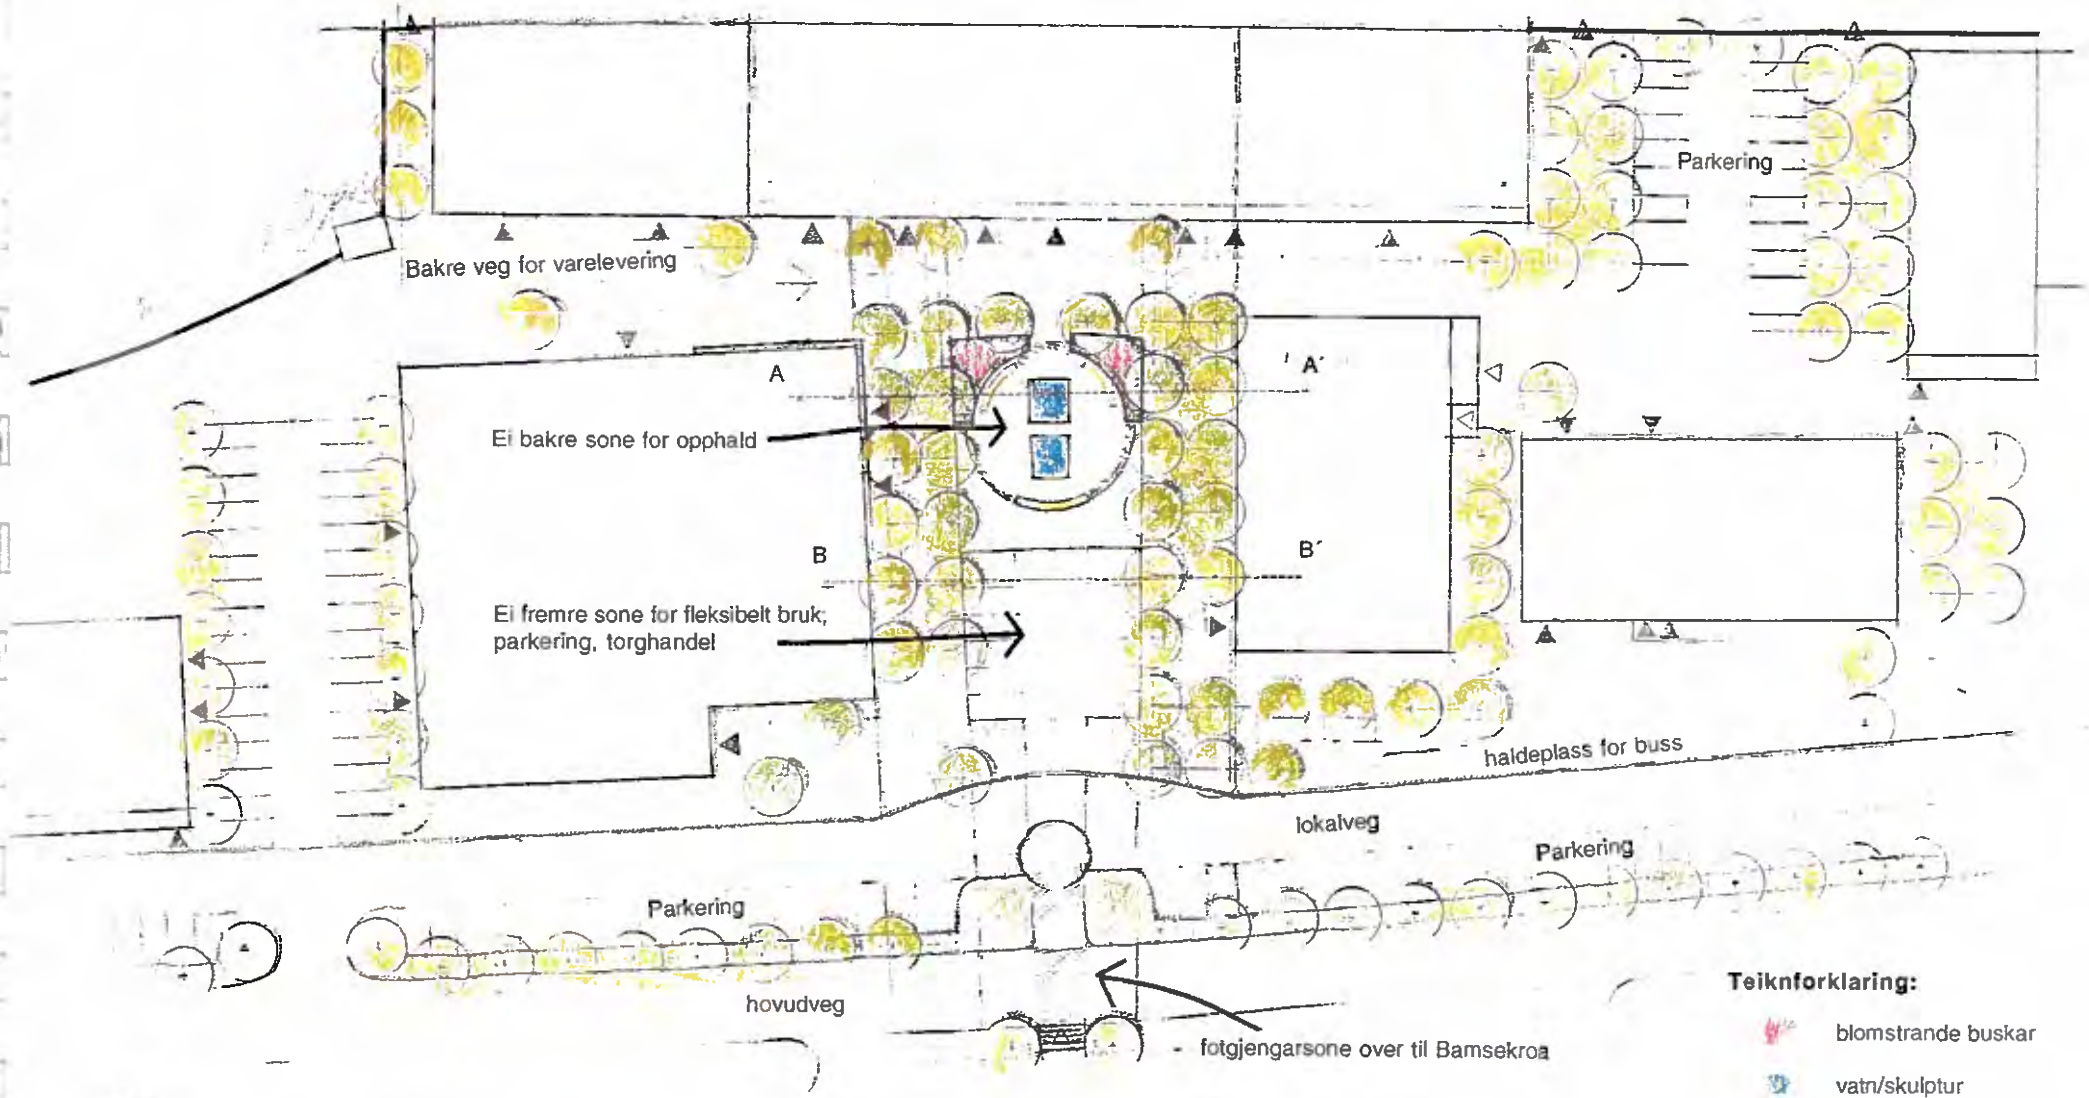 Parkering
Bakre veg for varelevering
A
A´
Ei bakre sone for opphald
B
B´
Ei fremre sone for fleksibelt bruk;
parkering, torghandel
haldeplass for buss
lokalveg
Parkering
Parkering
hovudveg
fotgjengarsone over til Bamsekroa
Teiknforklaring:
blomstrande buskar
vatn/skulptur